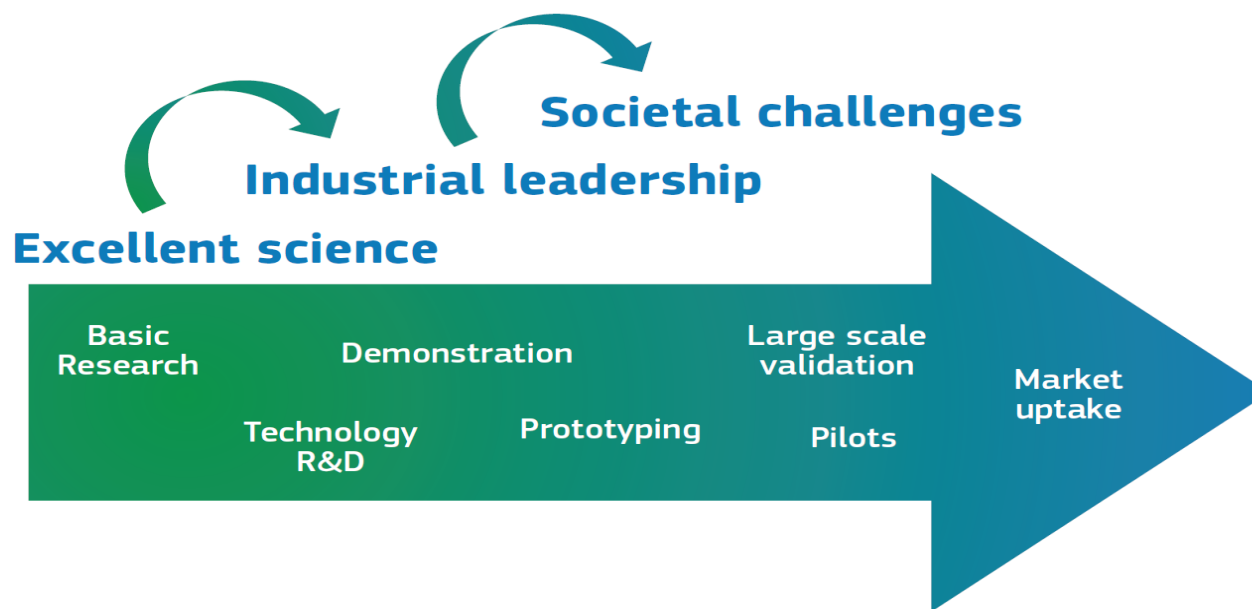 Societal challenges
Industrial leadership
Excellent science
Basic
Research
Demonstration
Large scale
validation
Market
uptake
Technology
R&D
Prototyping
Pilots